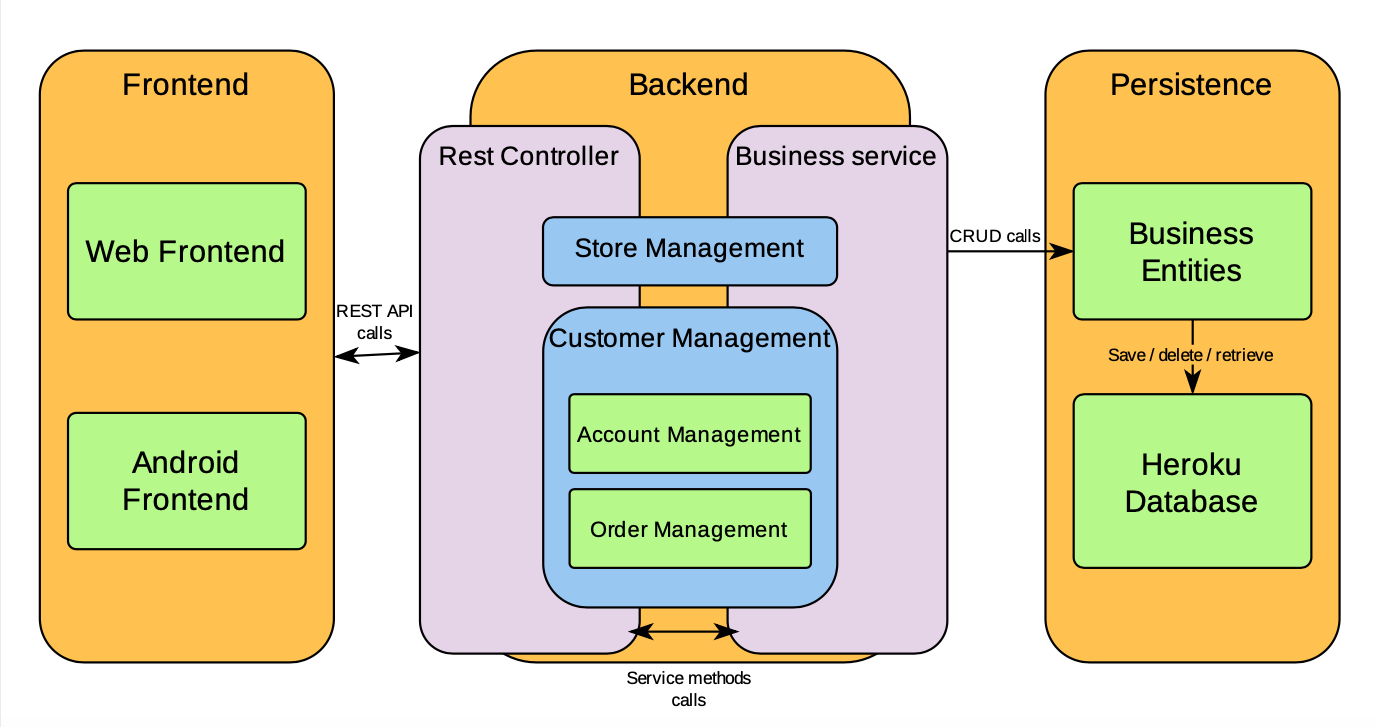 Frontend
Web Frontend
Android
Frontend
REST API
calls
Backend
Rest Controller
Business service
Store Management
Customer Management
Account Management
Order Management
Service methods
calls
CRUD calls
Persistence
Business
Entities
Save / delete / retrieve
Heroku
Database